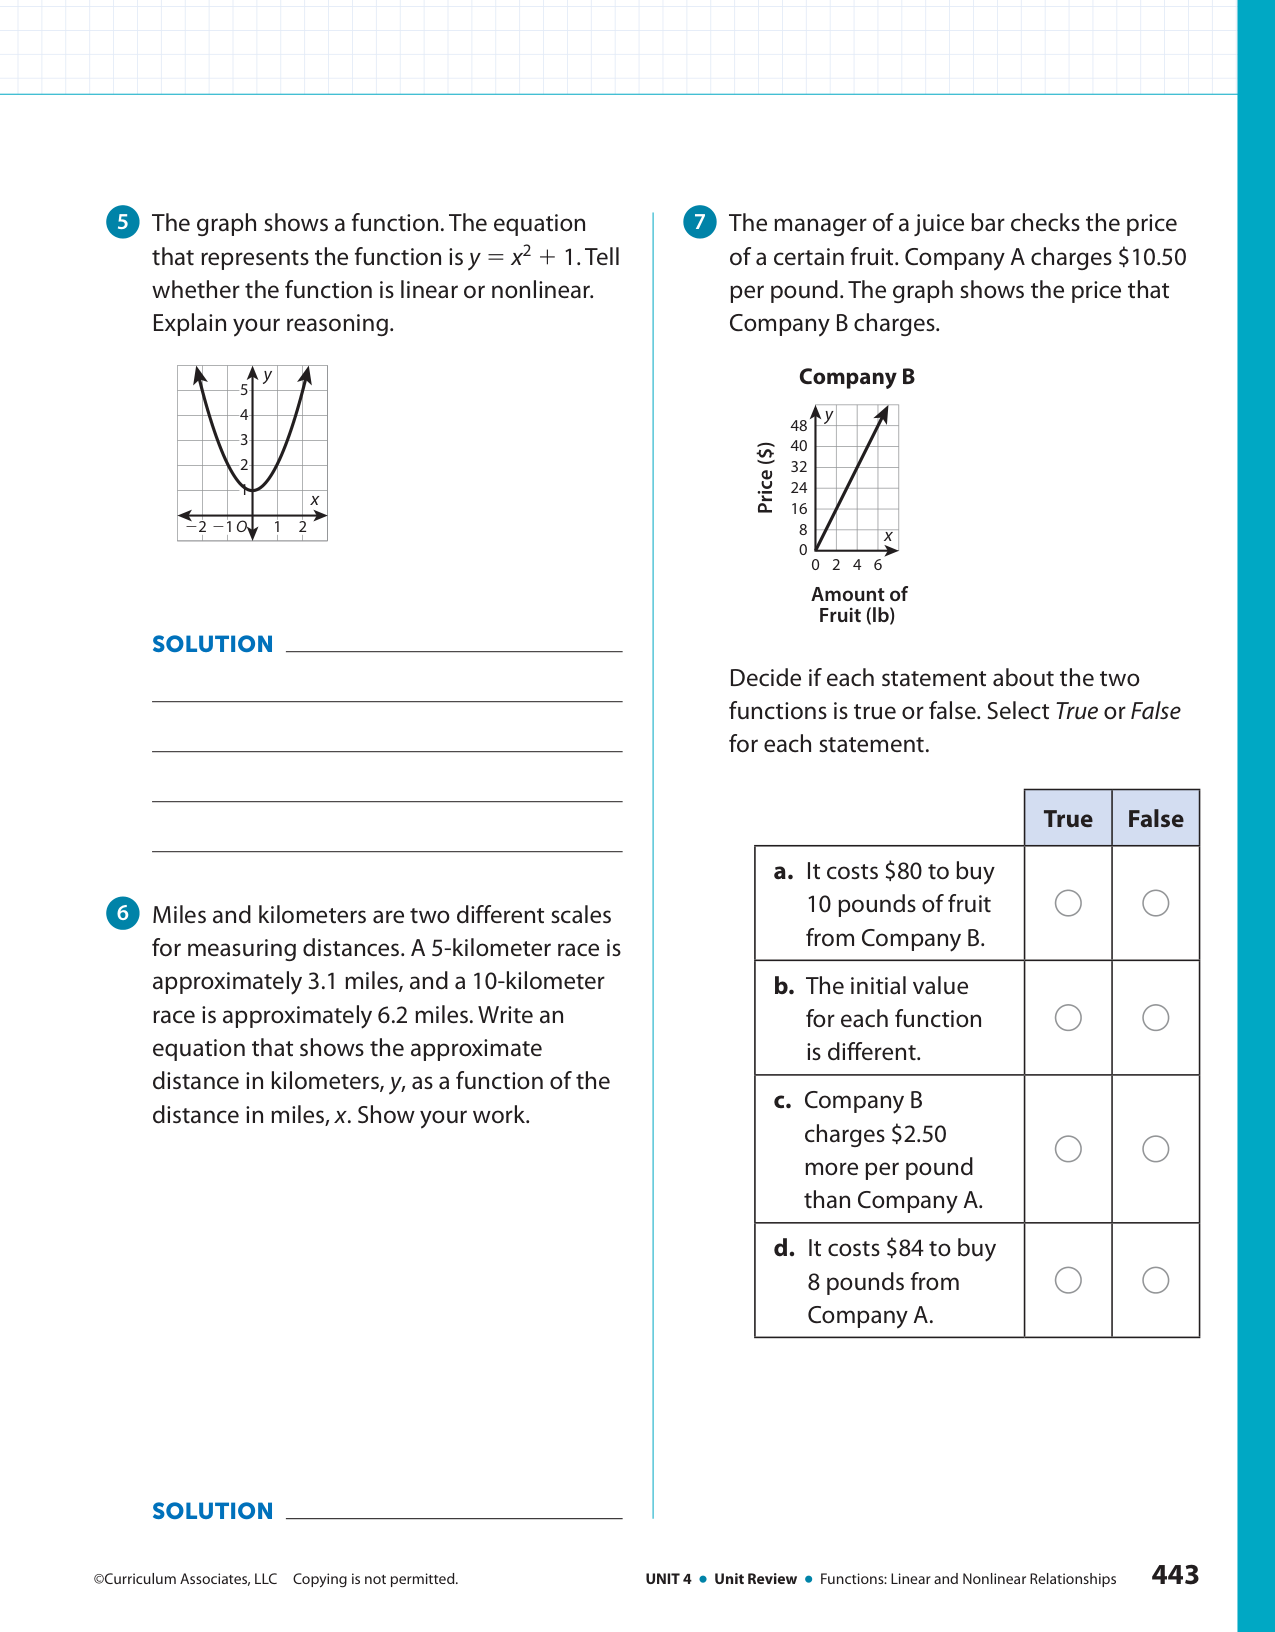 5 The graph shows a function. The equation
that represents the function is y = x² + 1. Tell
whether the function is linear or nonlinear.
Explain your reasoning.
y
5
4
3
2
1
x
−2 −1 O 1 2
SOLUTION
6 Miles and kilometers are two different scales
for measuring distances. A 5-kilometer race is
approximately 3.1 miles, and a 10-kilometer
race is approximately 6.2 miles. Write an
equation that shows the approximate
distance in kilometers, y, as a function of the
distance in miles, x. Show your work.
SOLUTION
7 The manager of a juice bar checks the price
of a certain fruit. Company A charges $10.50
per pound. The graph shows the price that
Company B charges.
Company B
Price ($)
y
48
40
32
24
16
8
0
x
0 2 4 6
Amount of
Fruit (lb)
Decide if each statement about the two
functions is true or false. Select True or False
for each statement.
True False
a. It costs $80 to buy
10 pounds of fruit
from Company B.
b. The initial value
for each function
is different.
c. Company B
charges $2.50
more per pound
than Company A.
d. It costs $84 to buy
8 pounds from
Company A.
©Curriculum Associates, LLC Copying is not permitted.
UNIT 4 • Unit Review • Functions: Linear and Nonlinear Relationships 443